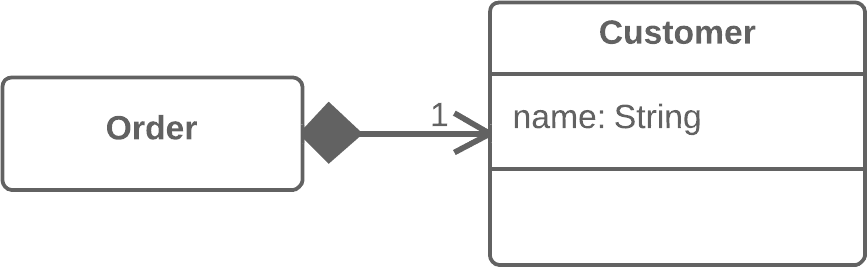 Customer
Order
1
name: String